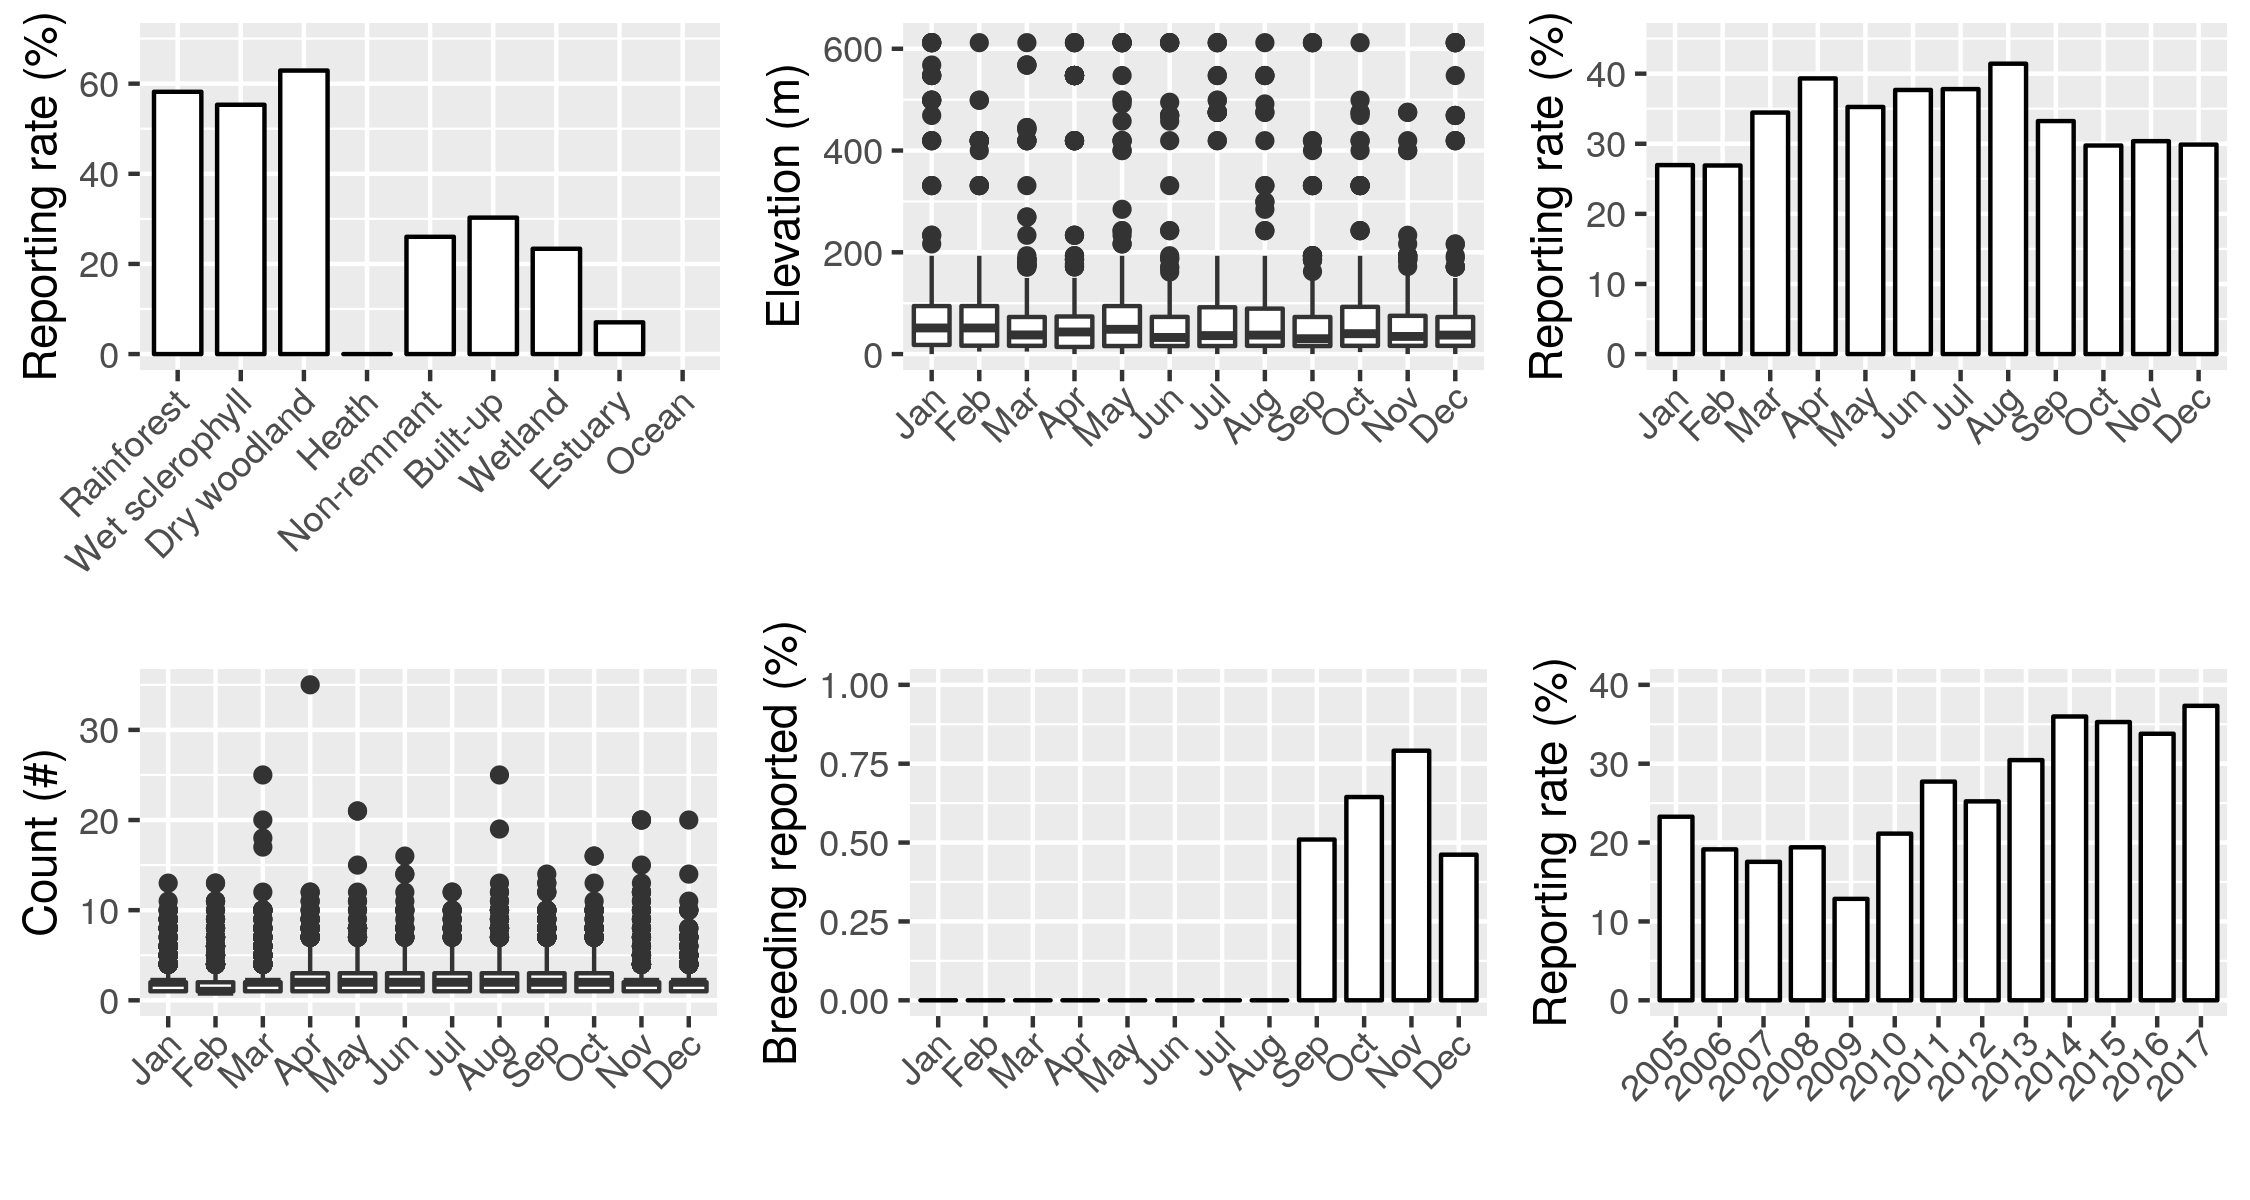 Reporting rate (%)
60
40
20
0
Rainforest
Wet sclerophyll
Dry woodland
Heath
Non-remnant
Built-up
Wetland
Estuary
Ocean
Elevation (m)
600
400
200
0
Jan
Feb
Mar
Apr
May
Jun
Jul
Aug
Sep
Oct
Nov
Dec
Reporting rate (%)
40
30
20
10
0
Jan
Feb
Mar
Apr
May
Jun
Jul
Aug
Sep
Oct
Nov
Dec
Count (#)
30
20
10
0
Jan
Feb
Mar
Apr
May
Jun
Jul
Aug
Sep
Oct
Nov
Dec
Breeding reported (%)
1.00
0.75
0.50
0.25
0.00
Jan
Feb
Mar
Apr
May
Jun
Jul
Aug
Sep
Oct
Nov
Dec
Reporting rate (%)
40
30
20
10
0
2005
2006
2007
2008
2009
2010
2011
2012
2013
2014
2015
2016
2017